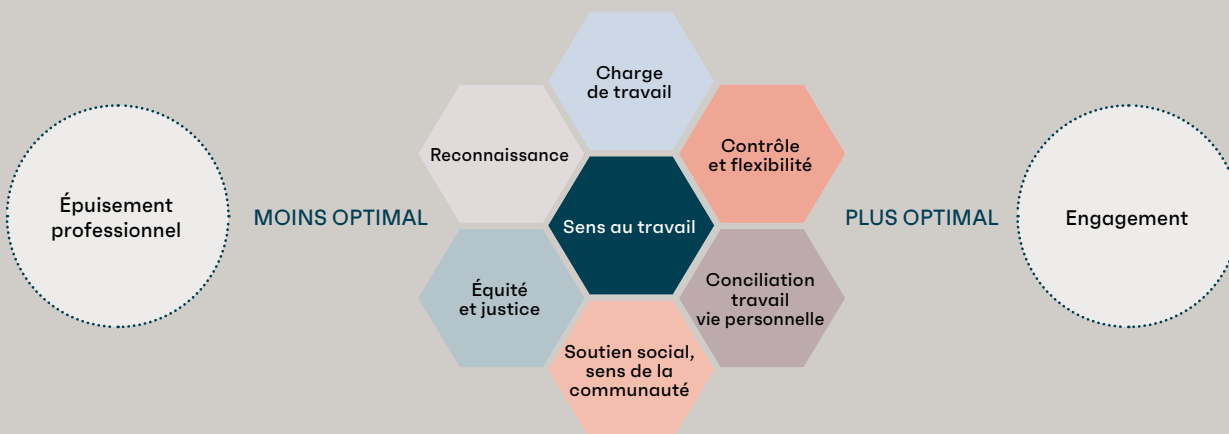 Charge
de travail
Reconnaissance
Contrôle
et flexibilité
Épuisement
professionnel
MOINS OPTIMAL
Sens au travail
PLUS OPTIMAL
Engagement
Équité
et justice
Conciliation
travail
vie personnelle
Soutien social,
sens de la
communauté